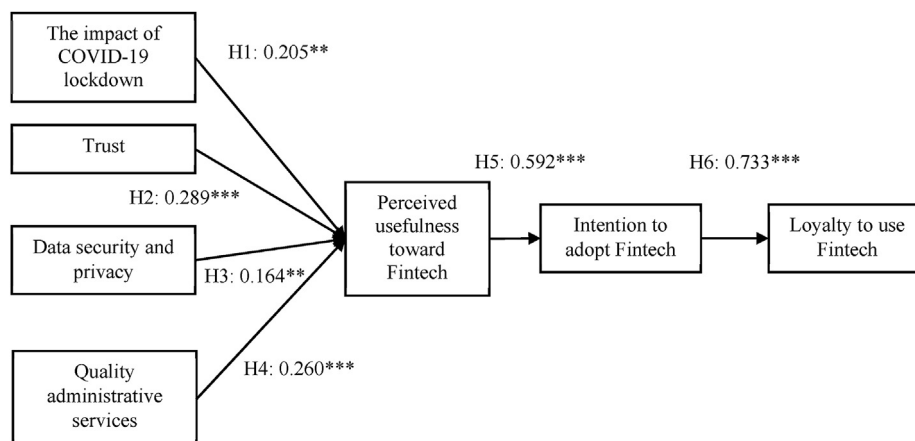 The impact of
COVID-19
lockdown
H1: 0.205**
Trust
H2: 0.289***
Data security and
privacy
H3: 0.164**
Quality
administrative
services
H4: 0.260***
Perceived
usefulness
toward
Fintech
H5: 0.592***
Intention to
adopt Fintech
H6: 0.733***
Loyalty to use
Fintech